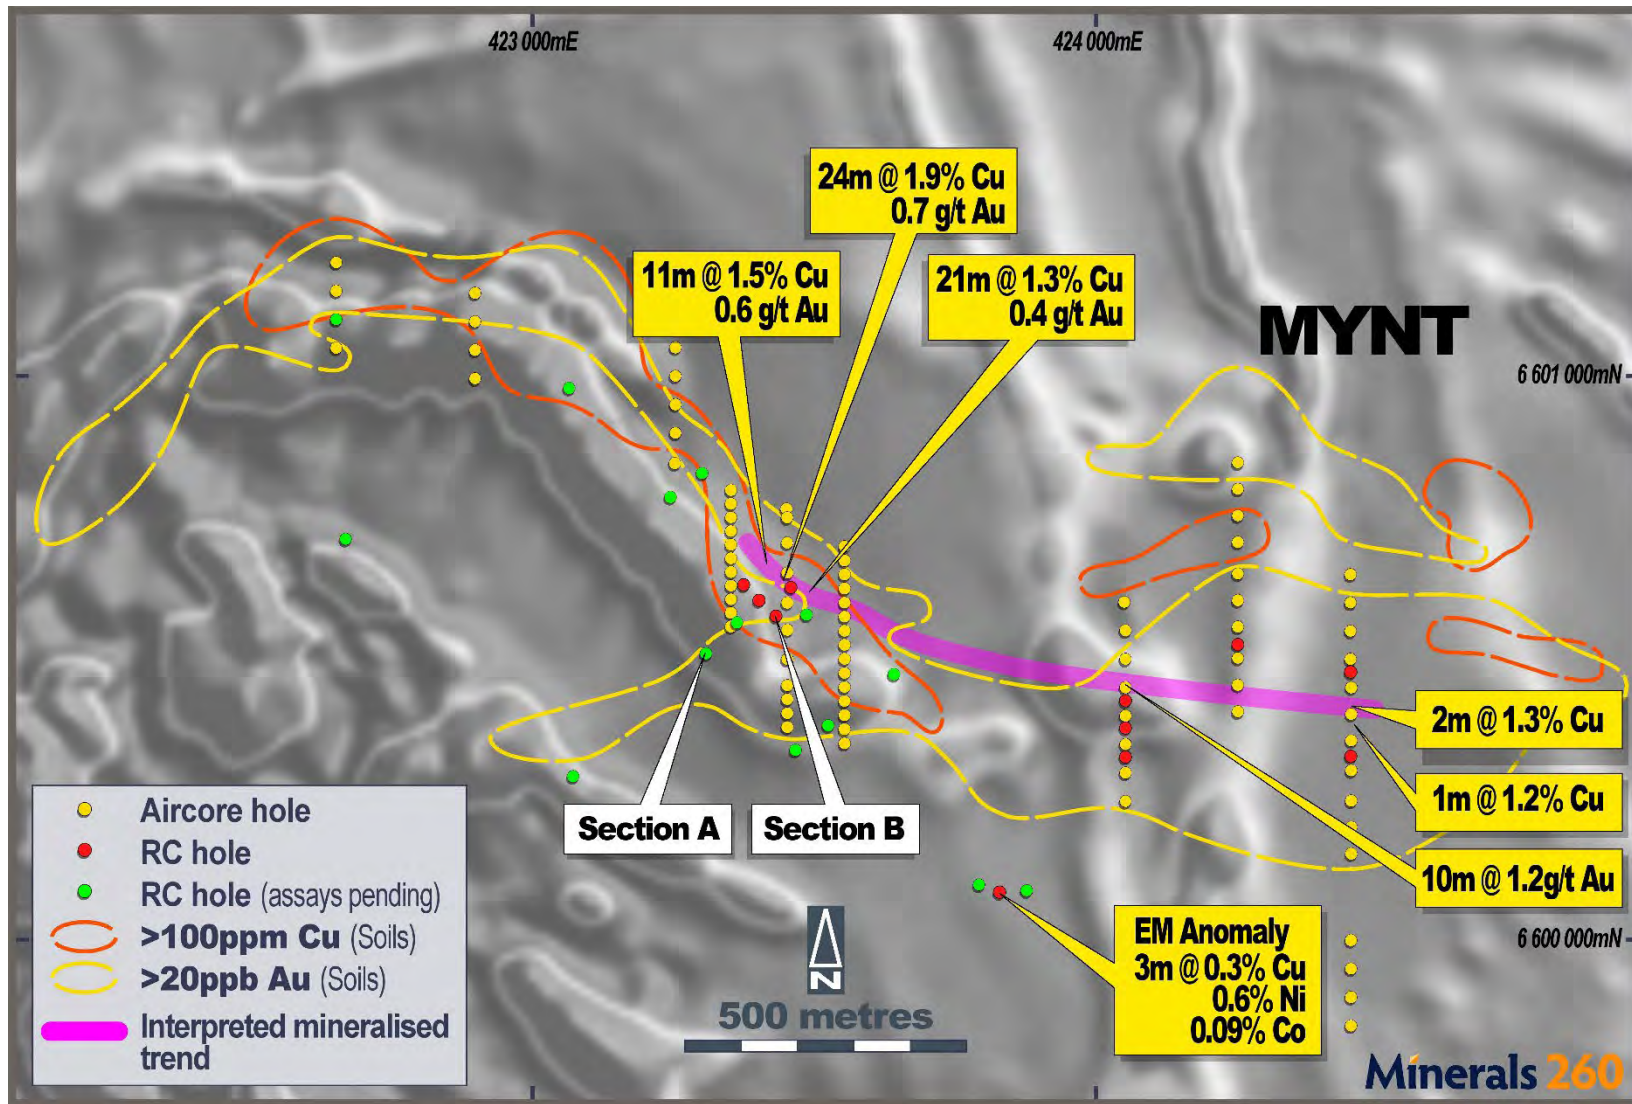 423 000mE
424 000mE
24m @ 1.9% Cu
0.7 g/t Au
11m @ 1.5% Cu
0.6 g/t Au
21m @ 1.3% Cu
0.4 g/t Au
MYNT
6 601 000mN
2m @ 1.3% Cu
1m @ 1.2% Cu
10m @ 1.2g/t Au
Section A
Section B
Aircore hole
RC hole
RC hole (assays pending)
>100ppm Cu (Soils)
>20ppb Au (Soils)
Interpreted mineralised
trend
N
500 metres
EM Anomaly
3m @ 0.3% Cu
0.6% Ni
0.09% Co
6 600 000mN
Minerals 260